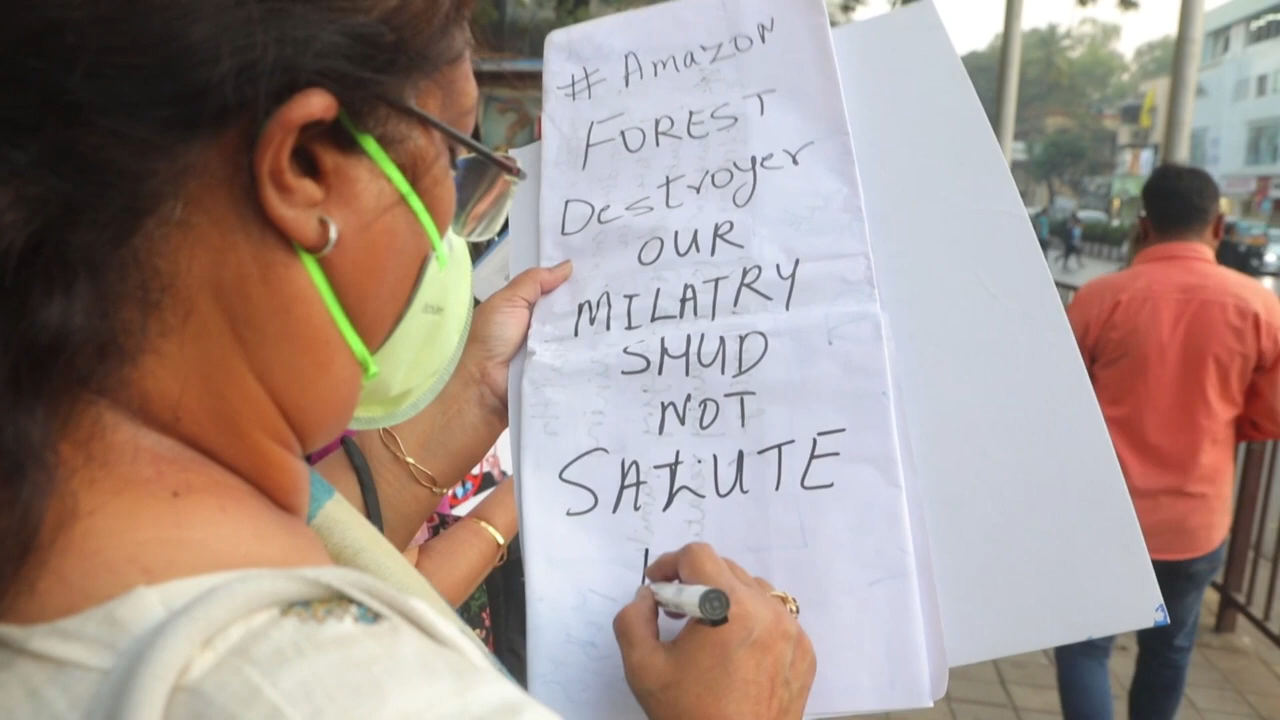 #Amazon
FOREST
Destroyer
OUR
MILATRY
SHUD
NOT
SALUTE